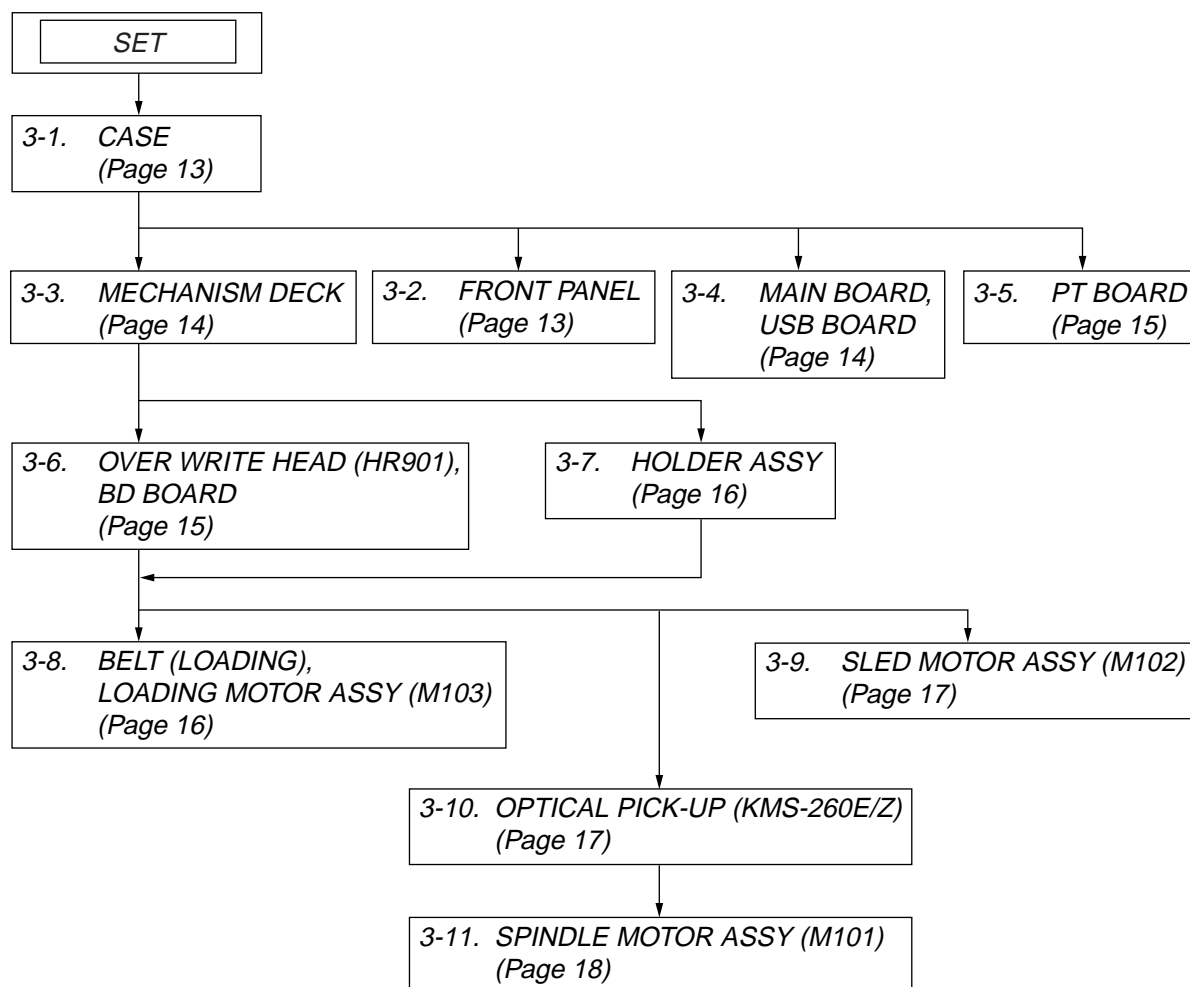 SET
3-1. CASE
(Page 13)
3-3. MECHANISM DECK
(Page 14)
3-2. FRONT PANEL
(Page 13)
3-4. MAIN BOARD,
USB BOARD
(Page 14)
3-5. PT BOARD
(Page 15)
3-6. OVER WRITE HEAD (HR901),
BD BOARD
(Page 15)
3-7. HOLDER ASSY
(Page 16)
3-8. BELT (LOADING),
LOADING MOTOR ASSY (M103)
(Page 16)
3-9. SLED MOTOR ASSY (M102)
(Page 17)
3-10. OPTICAL PICK-UP (KMS-260E/Z)
(Page 17)
3-11. SPINDLE MOTOR ASSY (M101)
(Page 18)